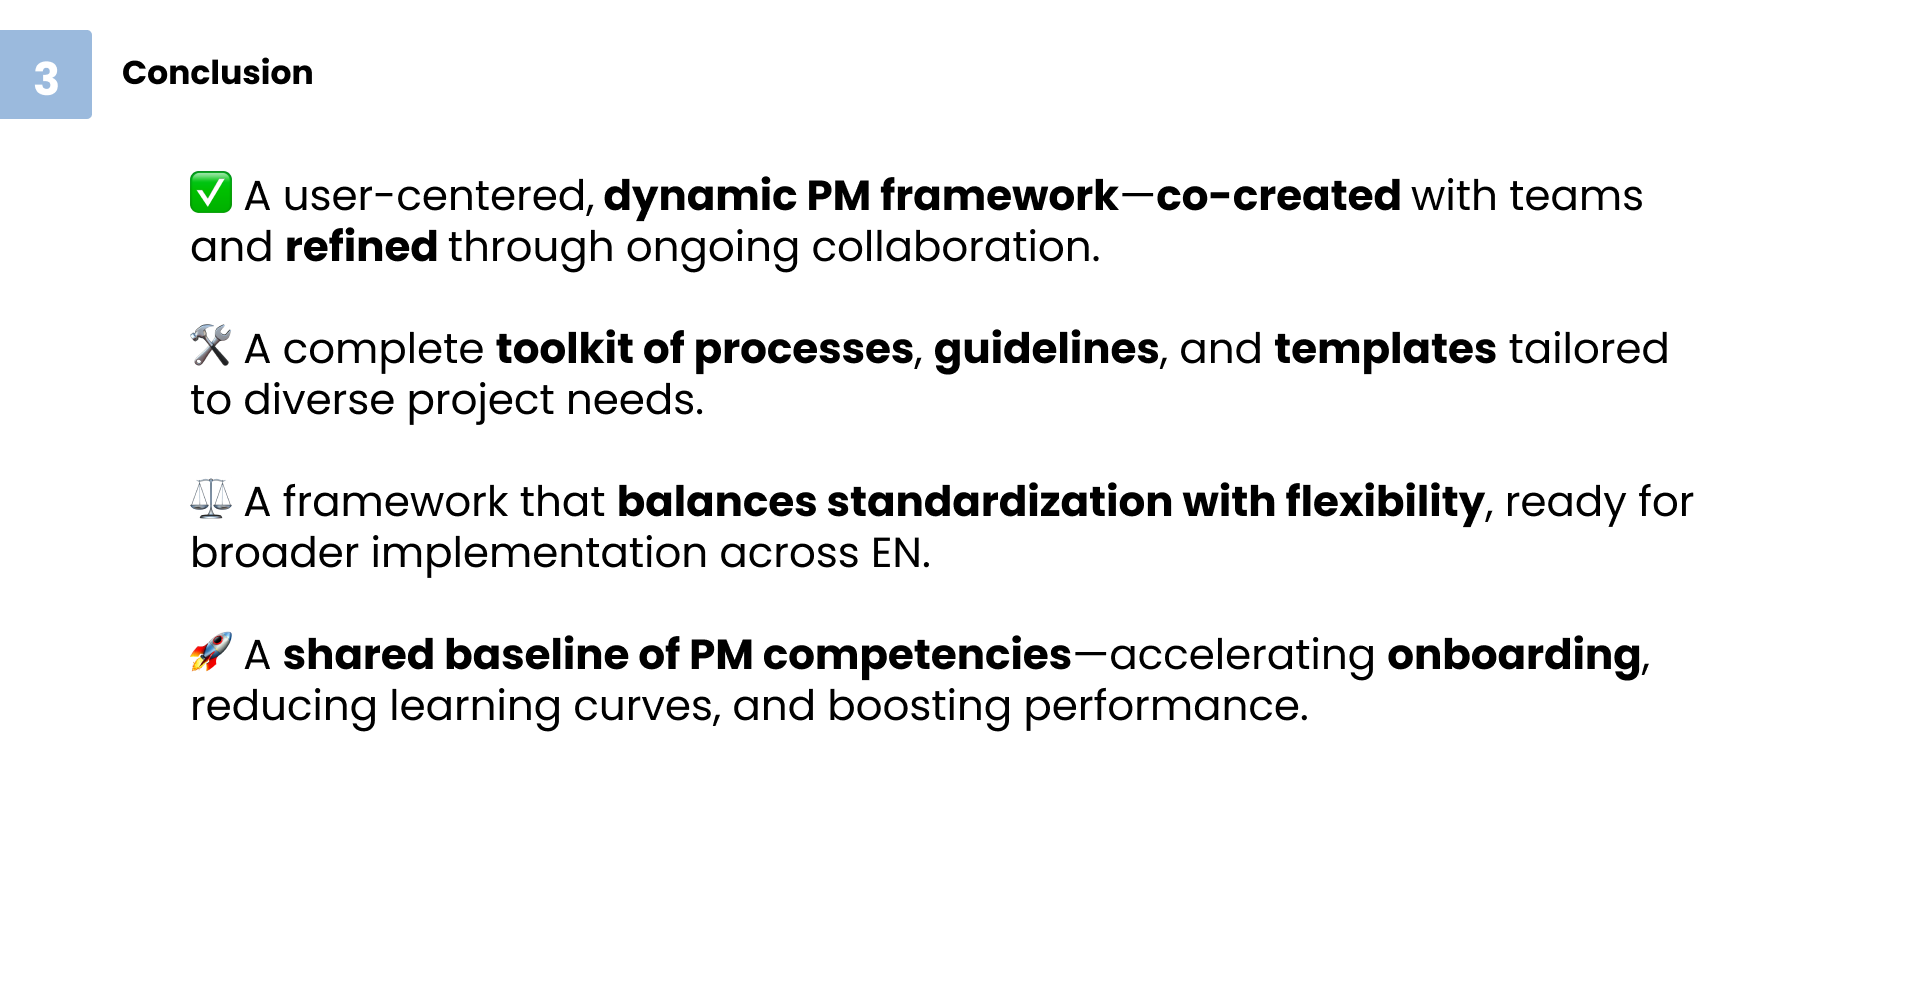 3
Conclusion
✅ A user-centered, dynamic PM framework—co-created with teams
and refined through ongoing collaboration.
🛠️ A complete toolkit of processes, guidelines, and templates tailored
to diverse project needs.
⚖️ A framework that balances standardization with flexibility, ready for
broader implementation across EN.
🚀 A shared baseline of PM competencies—accelerating onboarding,
reducing learning curves, and boosting performance.